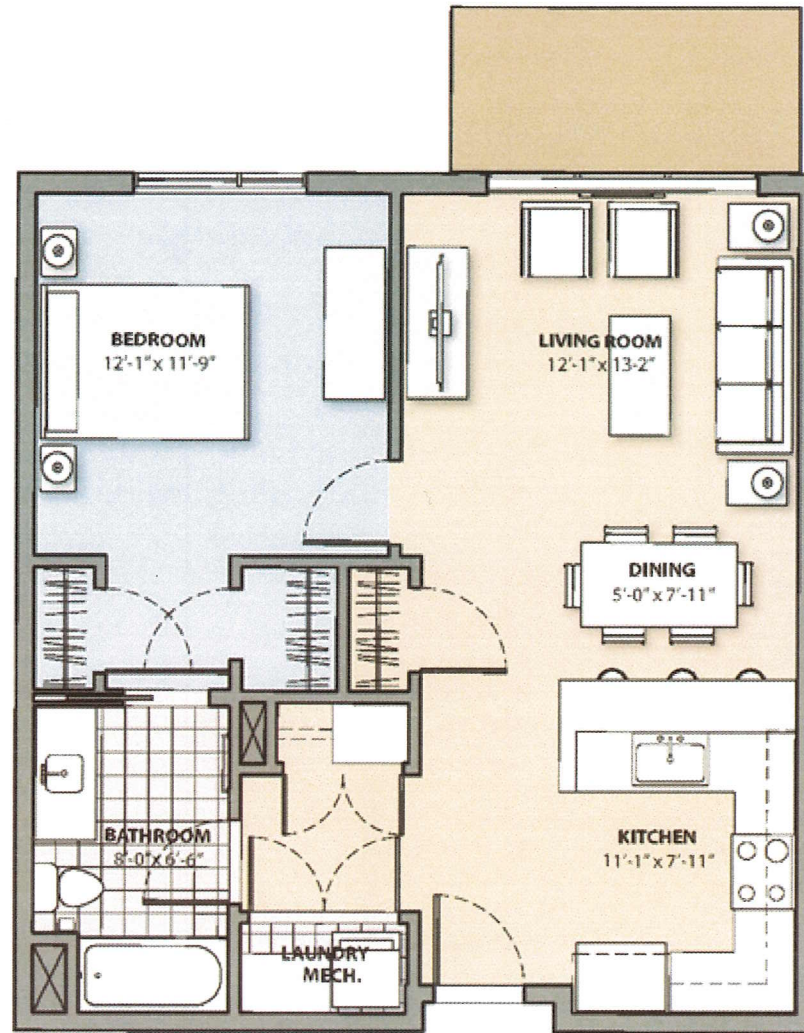 BEDROOM
12'-1" x 11'-9"
LIVING ROOM
12'-1" x 13-2"
DINING
5'-0" x 7'-11"
BATHROOM
8'-0" x 6'-6"
KITCHEN
11'-1" x 7'-11"
LAUNDRY
MECH.